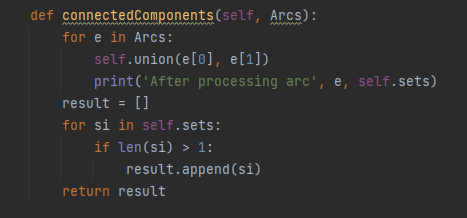 def connectedComponents(self, Arcs):
    for e in Arcs:
        self.union(e[0], e[1])
        print('After processing arc', e, self.sets)
    result = []
    for si in self.sets:
        if len(si) > 1:
            result.append(si)
    return result